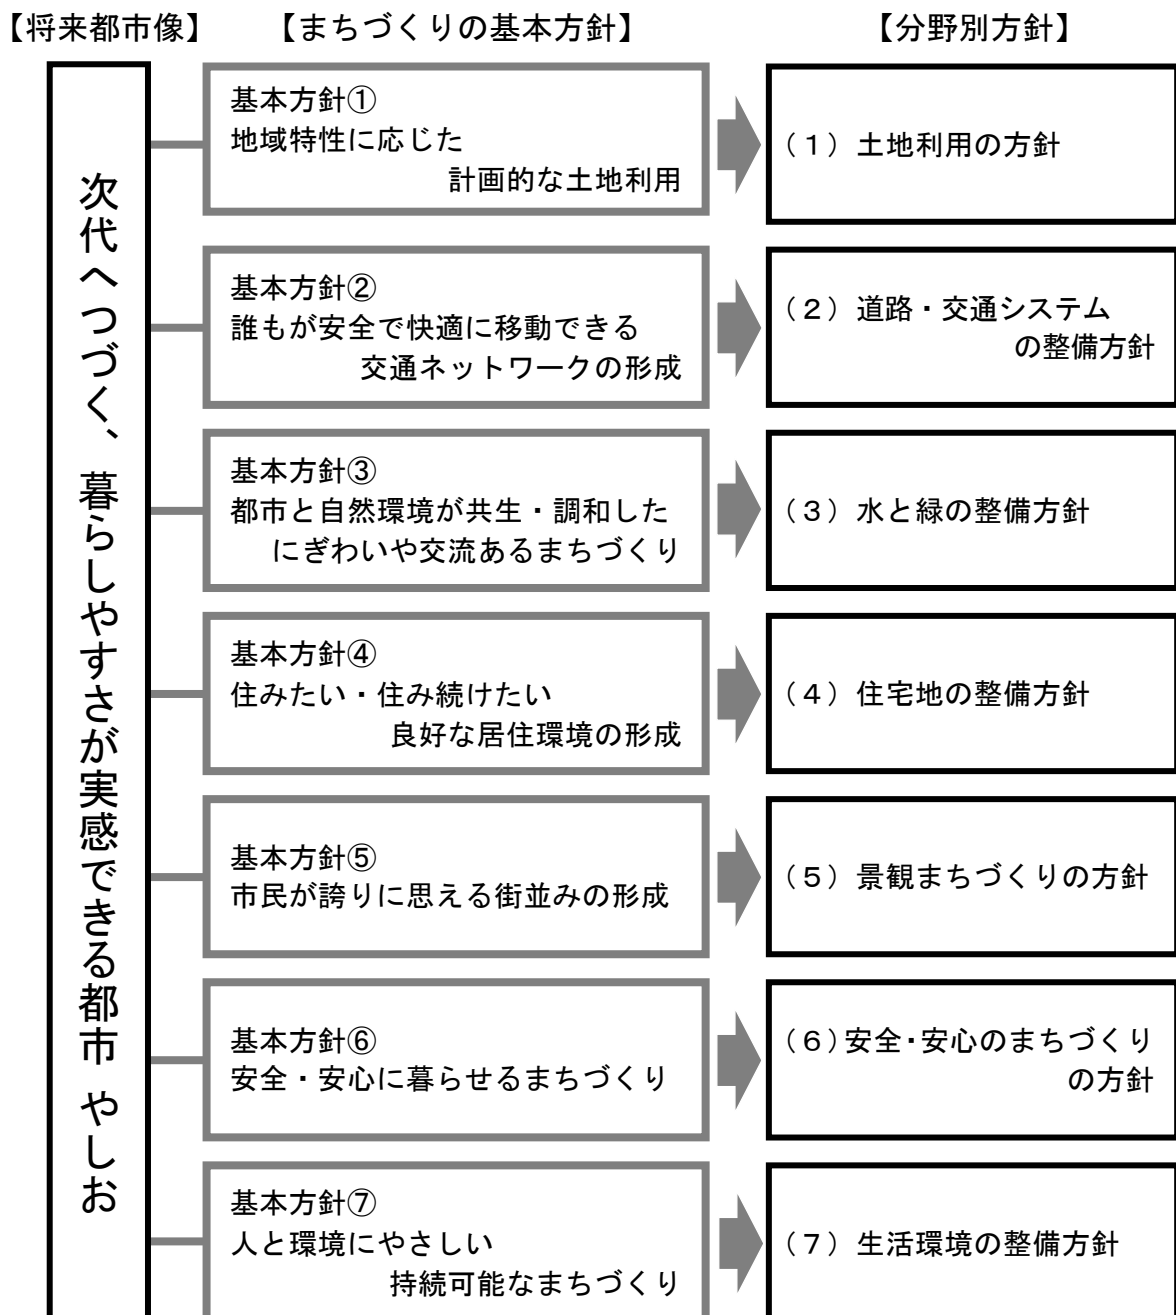 【将来都市像】
【まちづくりの基本方針】
【分野別方針】
次代へつづく、暮らしやすさが実感できる都市 やしお
基本方針①
地域特性に応じた
計画的な土地利用
（１）土地利用の方針
基本方針②
誰もが安全で快適に移動できる
交通ネットワークの形成
（２）道路・交通システム
の整備方針
基本方針③
都市と自然環境が共生・調和した
にぎわいや交流あるまちづくり
（３）水と緑の整備方針
基本方針④
住みたい・住み続けたい
良好な居住環境の形成
（４）住宅地の整備方針
基本方針⑤
市民が誇りに思える街並みの形成
（５）景観まちづくりの方針
基本方針⑥
安全・安心に暮らせるまちづくり
（６）安全・安心のまちづくり
の方針
基本方針⑦
人と環境にやさしい
持続可能なまちづくり
（７）生活環境の整備方針